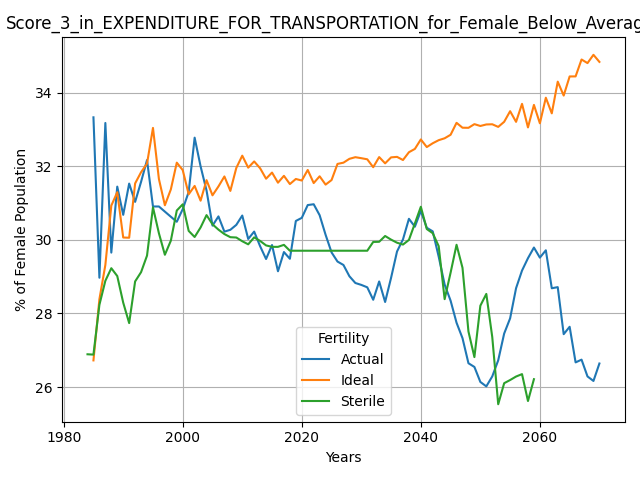 Score_3_in_EXPENDITURE_FOR_TRANSPORTATION_for_Female_Below_Averag
% of Female Population
34
32
30
28
26
Fertility
Actual
Ideal
Sterile
1980
2000
2020
2040
2060
Years